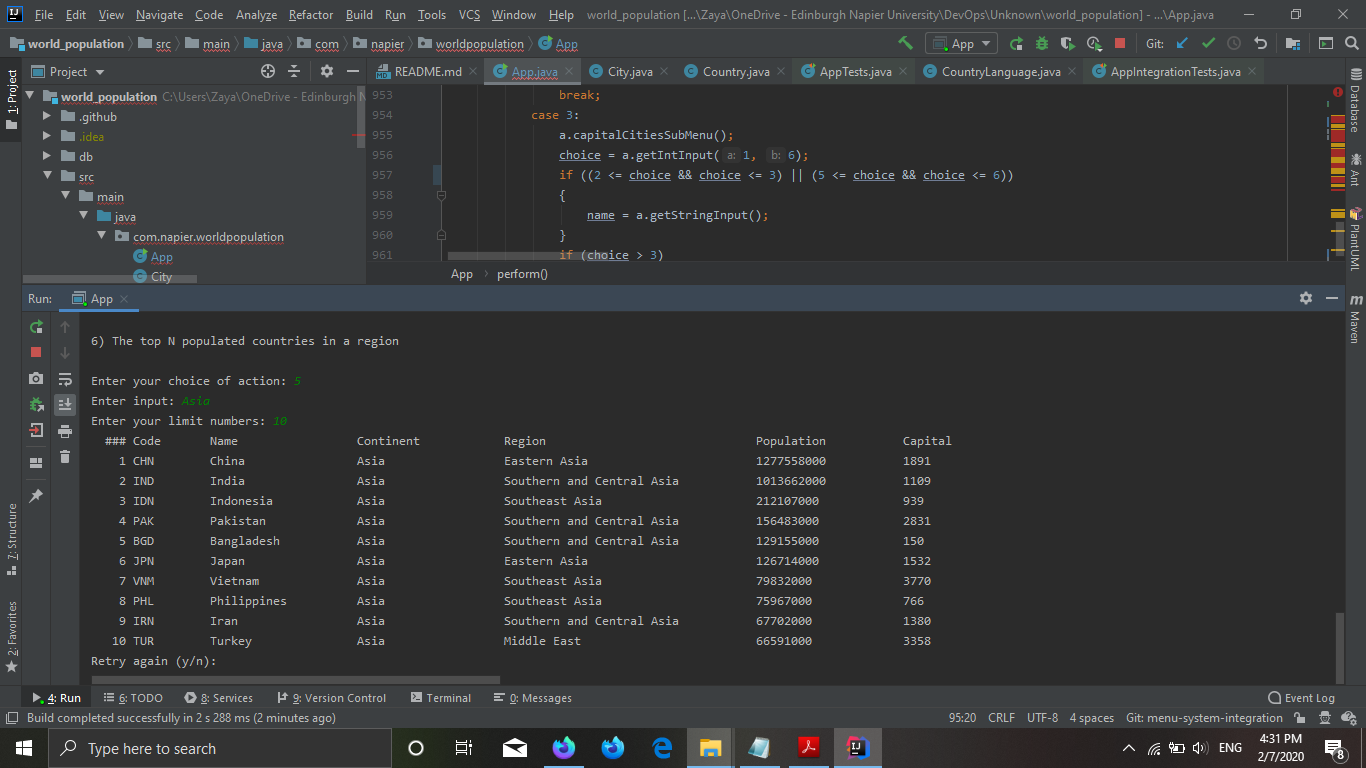 File Edit View Navigate Code Analyze Refactor Build Run Tools VCS Window Help world_population [...\Zaya\OneDrive - Edinburgh Napier University\DevOps\Unknown\world_population] - ...\App.java
world_population src main java com napier worldpopulation App App Git:
1: Project
Project
README.md App.java City.java Country.java AppTests.java CountryLanguage.java AppIntegrationTests.java
world_population C:\Users\Zaya\OneDrive - Edinburgh N
.github
.idea
db
src
main
java
com.napier.worldpopulation
App
City
953 break;
954 case 3:
955 a.capitalCitiesSubMenu();
956 choice = a.getIntInput( a: 1, b: 6);
957 if ((2 <= choice && choice <= 3) || (5 <= choice && choice <= 6))
958 {
959 name = a.getStringInput();
960 }
961 if (choice > 3)
App perform()
Database
Ant
PlantUML
m
Maven
Run: App
6) The top N populated countries in a region
Enter your choice of action: 5
Enter input: Asia
Enter your limit numbers: 10
### Code Name Continent Region Population Capital
1 CHN China Asia Eastern Asia 1277558000 1891
2 IND India Asia Southern and Central Asia 1013662000 1109
3 IDN Indonesia Asia Southeast Asia 212107000 939
4 PAK Pakistan Asia Southern and Central Asia 156483000 2831
5 BGD Bangladesh Asia Southern and Central Asia 129155000 150
6 JPN Japan Asia Eastern Asia 126714000 1532
7 VNM Vietnam Asia Southeast Asia 79832000 3770
8 PHL Philippines Asia Southeast Asia 75967000 766
9 IRN Iran Asia Southern and Central Asia 67702000 1380
10 TUR Turkey Asia Middle East 66591000 3358
Retry again (y/n):
7: Structure
2: Favorites
4: Run 6: TODO 8: Services 9: Version Control Terminal 0: Messages Event Log
Build completed successfully in 2 s 288 ms (2 minutes ago) 95:20 CRLF UTF-8 4 spaces Git: menu-system-integration
Type here to search
ENG
4:31 PM
2/7/2020
8